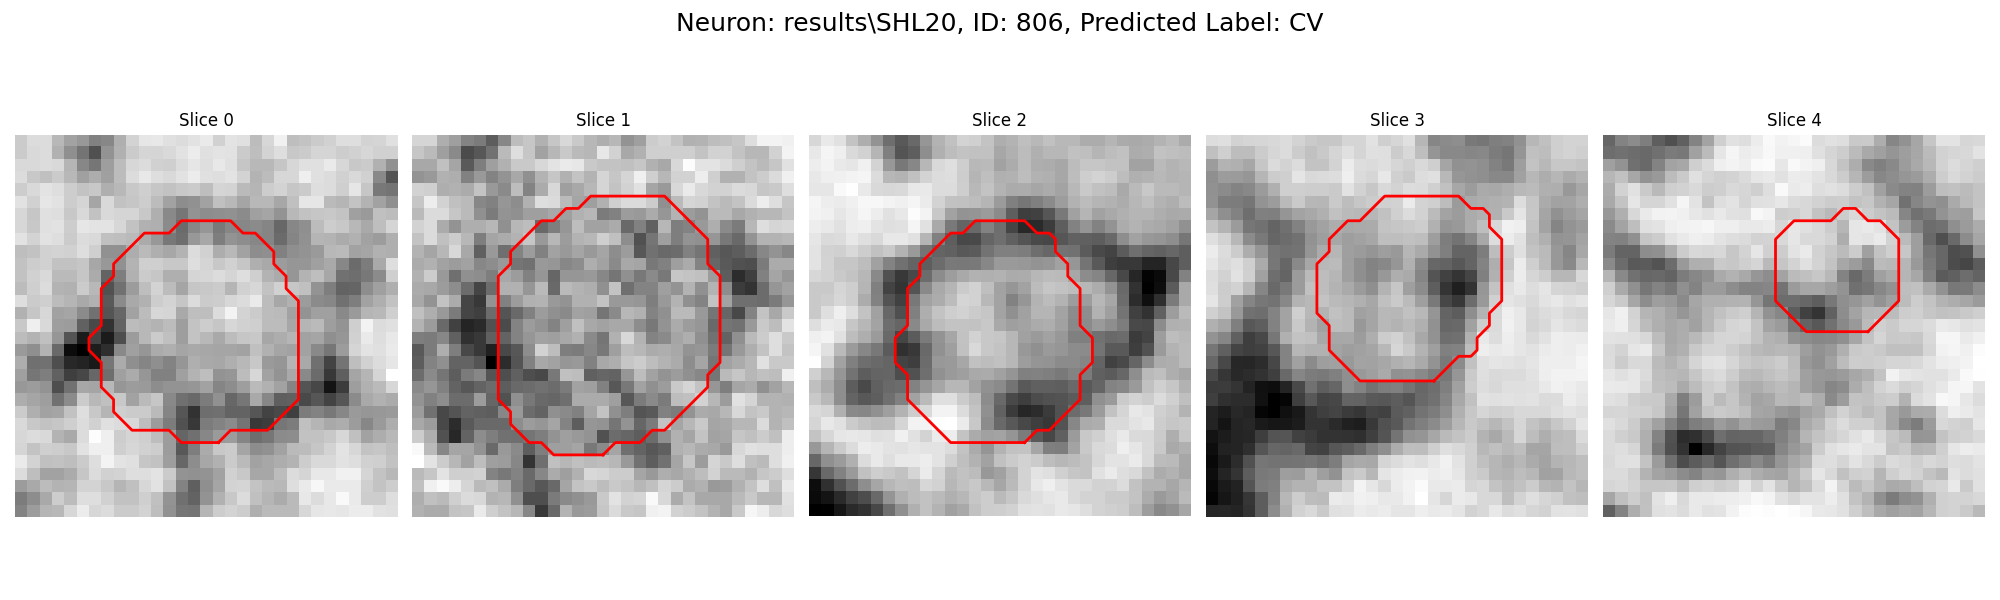 Neuron: results\SHL20, ID: 806, Predicted Label: CV
Slice 0
Slice 1
Slice 2
Slice 3
Slice 4